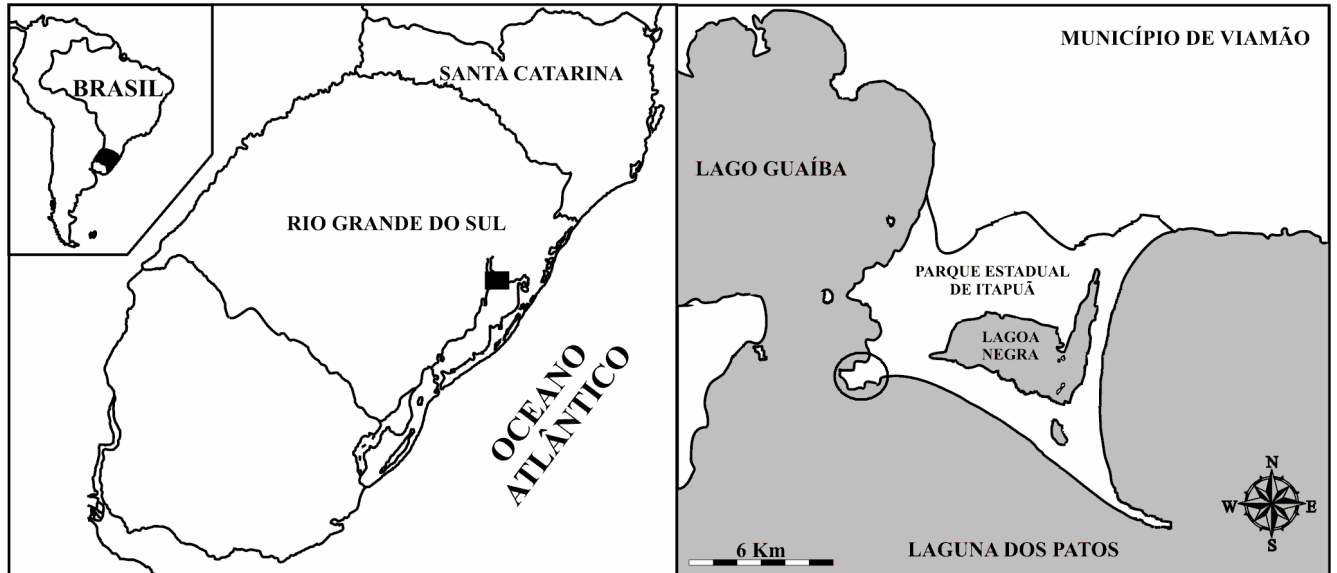 BRASIL
SANTA CATARINA
RIO GRANDE DO SUL
OCEANO
ATLÂNTICO
MUNICÍPIO DE VIAMÃO
LAGO GUAÍBA
PARQUE ESTADUAL
DE ITAPUÃ
LAGOA
NEGRA
N
W
E
S
6 Km
LAGUNA DOS PATOS